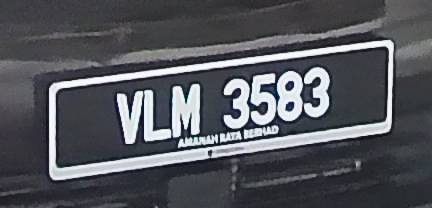 VLM 3583
AMANAH RAYA BERHAD